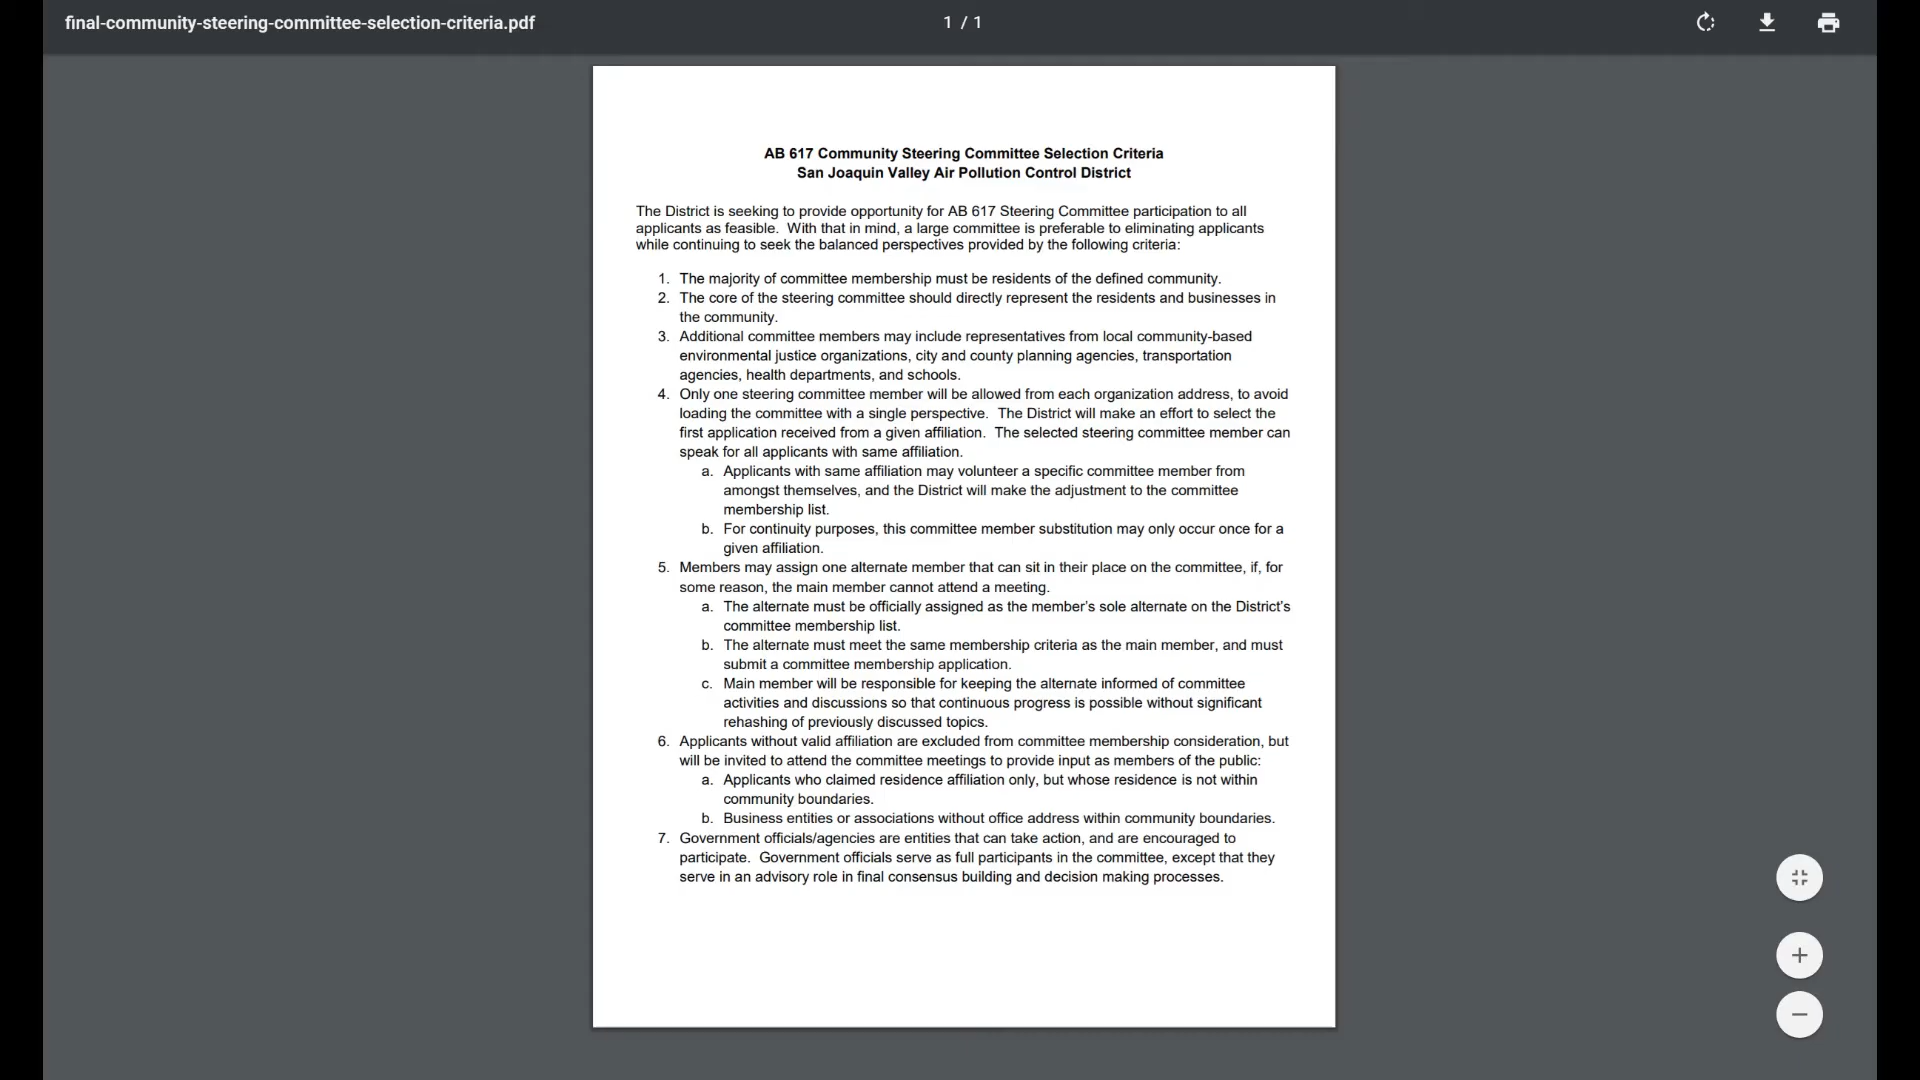 final-community-steering-committee-selection-criteria.pdf
1 / 1
AB 617 Community Steering Committee Selection Criteria
San Joaquin Valley Air Pollution Control District
The District is seeking to provide opportunity for AB 617 Steering Committee participation to all
applicants as feasible.  With that in mind, a large committee is preferable to eliminating applicants
while continuing to seek the balanced perspectives provided by the following criteria:
1. The majority of committee membership must be residents of the defined community.
2. The core of the steering committee should directly represent the residents and businesses in
the community.
3. Additional committee members may include representatives from local community-based
environmental justice organizations, city and county planning agencies, transportation
agencies, health departments, and schools.
4. Only one steering committee member will be allowed from each organization address, to avoid
loading the committee with a single perspective.  The District will make an effort to select the
first application received from a given affiliation.  The selected steering committee member can
speak for all applicants with same affiliation.
a. Applicants with same affiliation may volunteer a specific committee member from
amongst themselves, and the District will make the adjustment to the committee
membership list.
b. For continuity purposes, this committee member substitution may only occur once for a
given affiliation.
5. Members may assign one alternate member that can sit in their place on the committee, if, for
some reason, the main member cannot attend a meeting.
a. The alternate must be officially assigned as the member's sole alternate on the District's
committee membership list.
b. The alternate must meet the same membership criteria as the main member, and must
submit a committee membership application.
c. Main member will be responsible for keeping the alternate informed of committee
activities and discussions so that continuous progress is possible without significant
rehashing of previously discussed topics.
6. Applicants without valid affiliation are excluded from committee membership consideration, but
will be invited to attend the committee meetings to provide input as members of the public:
a. Applicants who claimed residence affiliation only, but whose residence is not within
community boundaries.
b. Business entities or associations without office address within community boundaries.
7. Government officials/agencies are entities that can take action, and are encouraged to
participate.  Government officials serve as full participants in the committee, except that they
serve in an advisory role in final consensus building and decision making processes.